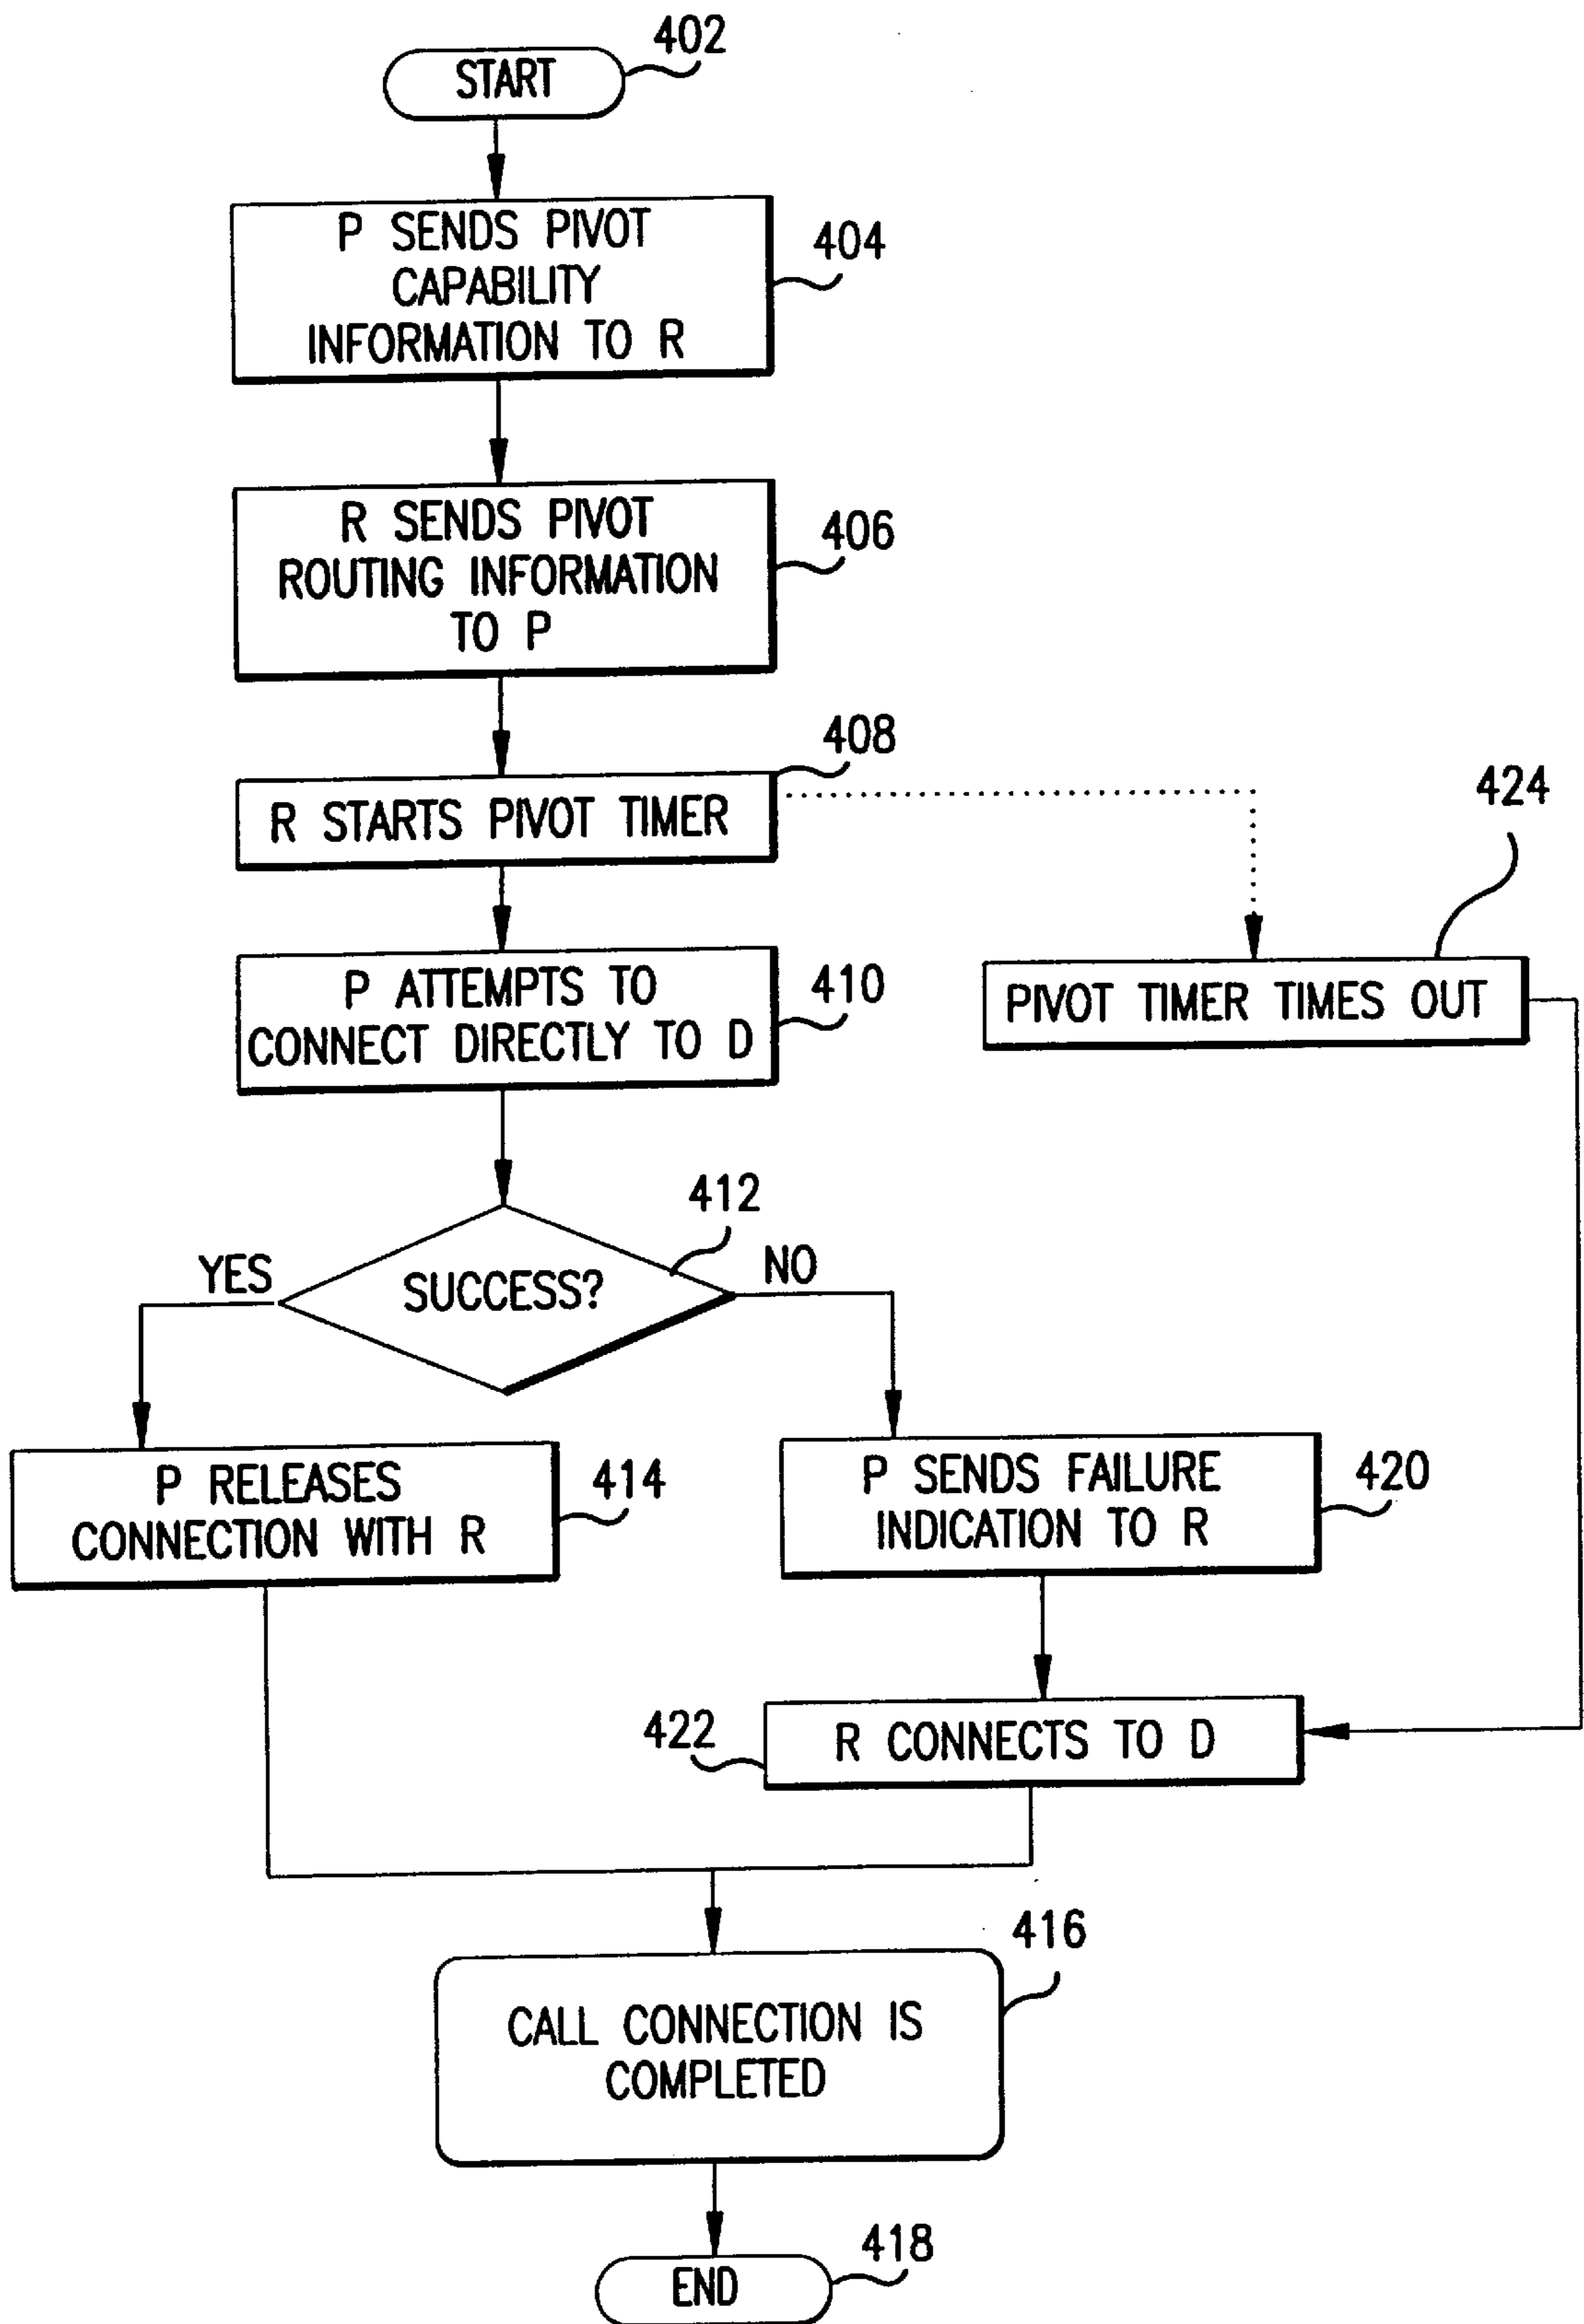 402
START
P SENDS PIVOT
CAPABILITY
INFORMATION TO R
404
R SENDS PIVOT
ROUTING INFORMATION
TO P
406
408
R STARTS PIVOT TIMER
424
P ATTEMPTS TO
CONNECT DIRECTLY TO D
410
PIVOT TIMER TIMES OUT
412
YES
SUCCESS?
NO
P RELEASES
CONNECTION WITH R
414
P SENDS FAILURE
INDICATION TO R
420
422
R CONNECTS TO D
416
CALL CONNECTION IS
COMPLETED
418
END